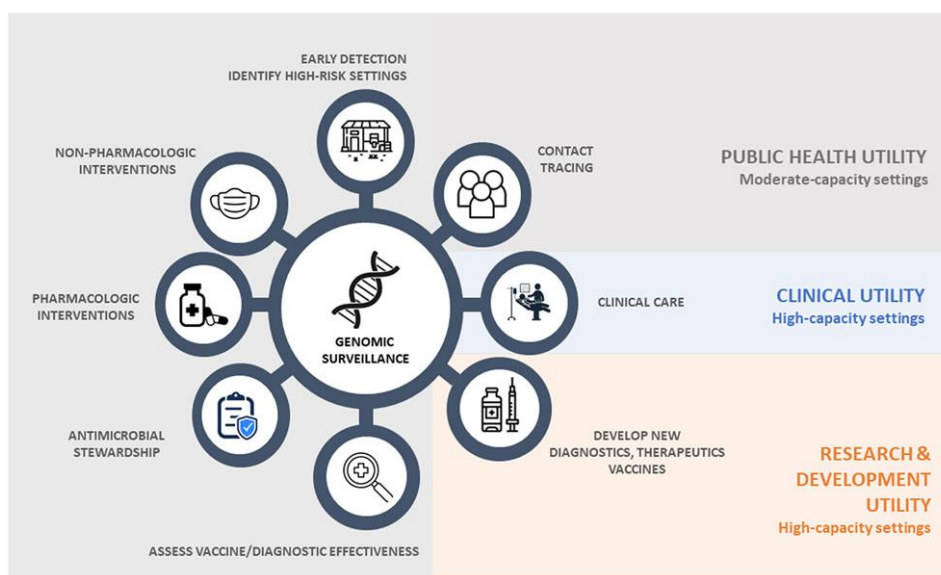 EARLY DETECTION
IDENTIFY HIGH-RISK SETTINGS
NON-PHARMACOLOGIC
INTERVENTIONS
CONTACT
TRACING
PUBLIC HEALTH UTILITY
Moderate-capacity settings
PHARMACOLOGIC
INTERVENTIONS
GENOMIC
SURVEILLANCE
CLINICAL CARE
CLINICAL UTILITY
High-capacity settings
ANTIMICROBIAL
STEWARDSHIP
DEVELOP NEW
DIAGNOSTICS, THERAPEUTICS
VACCINES
RESEARCH &
DEVELOPMENT
UTILITY
High-capacity settings
ASSESS VACCINE/DIAGNOSTIC EFFECTIVENESS